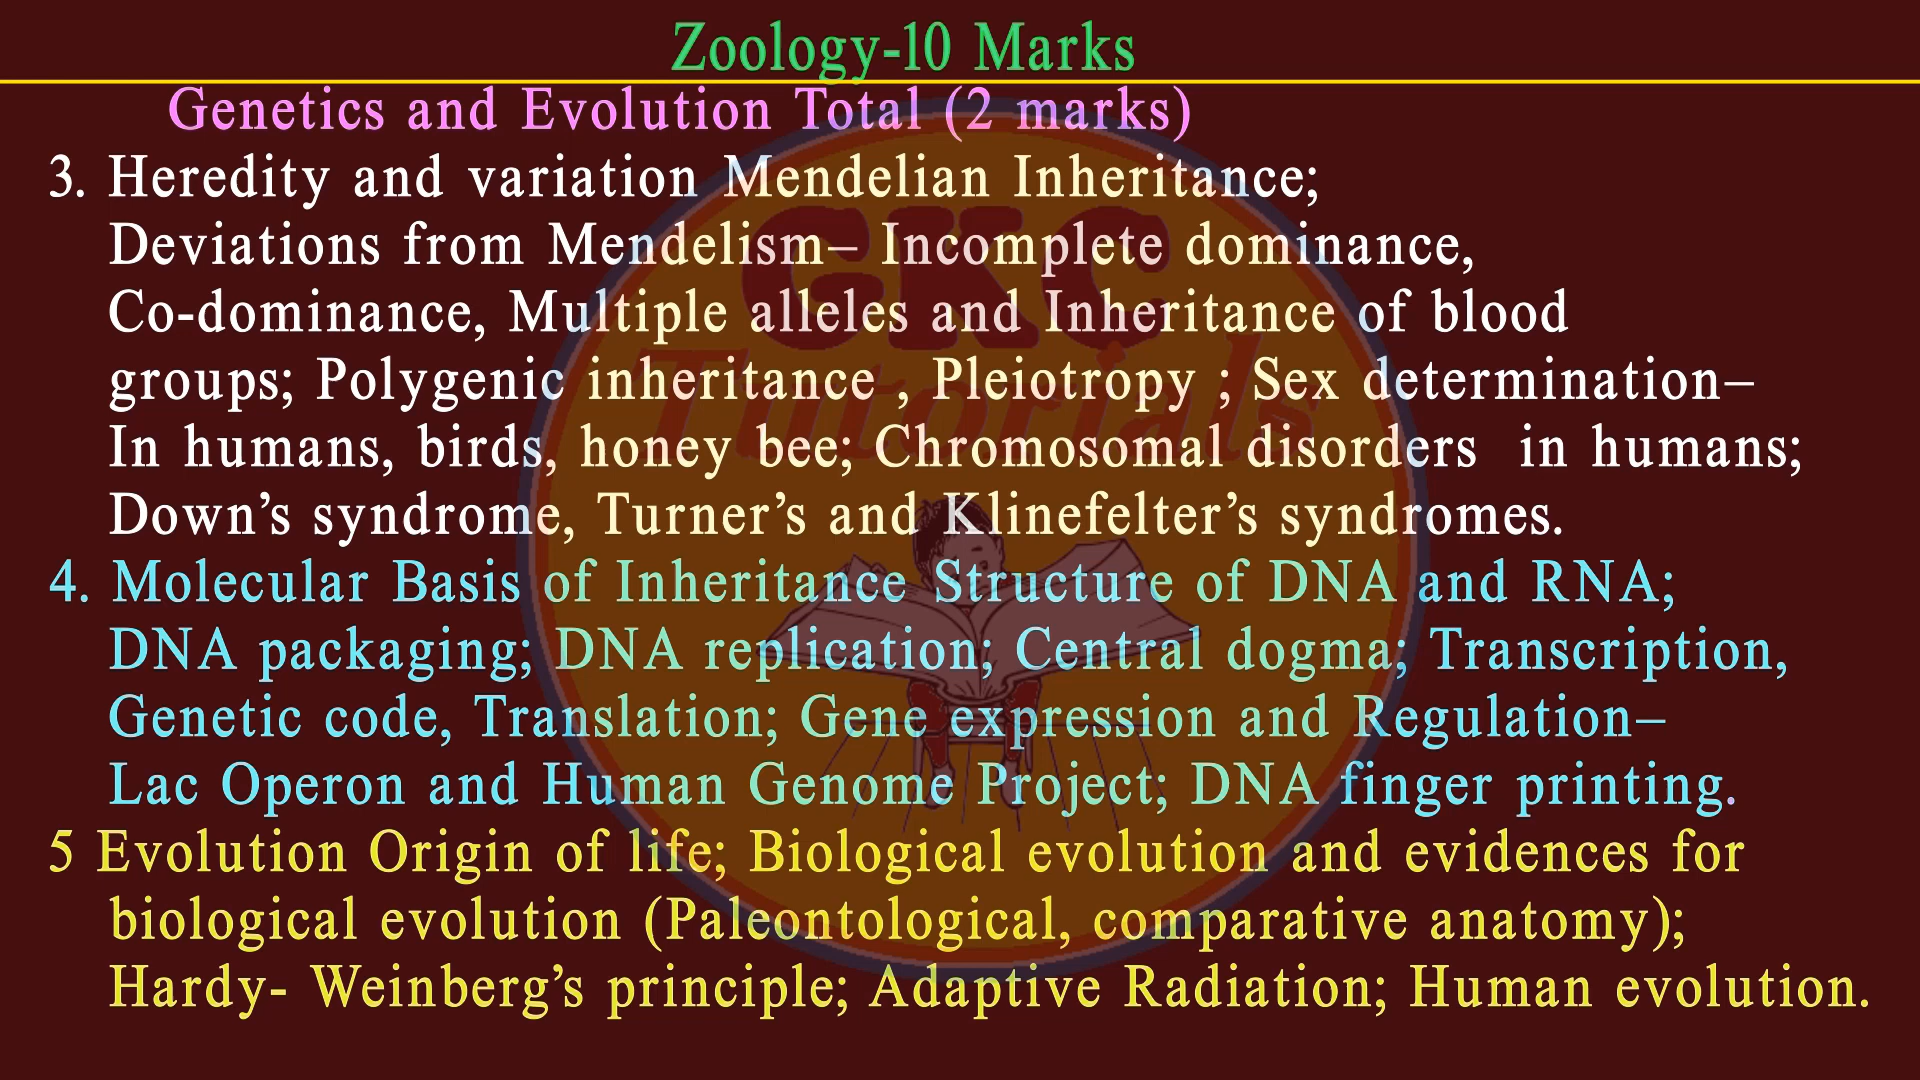 Zoology-10 Marks
Genetics and Evolution Total (2 marks)
3. Heredity and variation Mendelian Inheritance;
Deviations from Mendelism– Incomplete dominance,
Co-dominance, Multiple alleles and Inheritance of blood
groups; Polygenic inheritance , Pleiotropy ; Sex determination–
In humans, birds, honey bee; Chromosomal disorders in humans;
Down’s syndrome, Turner’s and Klinefelter’s syndromes.
4. Molecular Basis of Inheritance Structure of DNA and RNA;
DNA packaging; DNA replication; Central dogma; Transcription,
Genetic code, Translation; Gene expression and Regulation–
Lac Operon and Human Genome Project; DNA finger printing.
5 Evolution Origin of life; Biological evolution and evidences for
biological evolution (Paleontological, comparative anatomy);
Hardy- Weinberg’s principle; Adaptive Radiation; Human evolution.
GKC
Tutorials